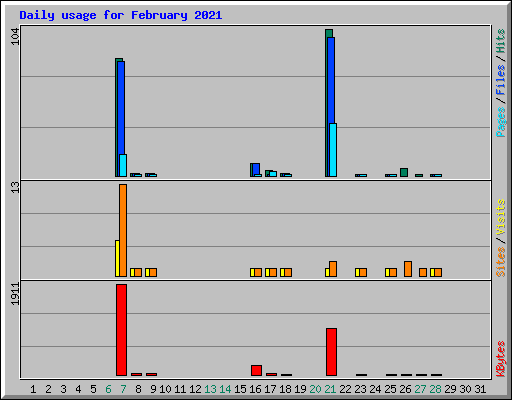 Daily usage for February 2021
104
Pages / Files / Hits
13
Sites / Visits
1911
KBytes
1 2 3 4 5 6 7 8 9 10 11 12 13 14 15 16 17 18 19 20 21 22 23 24 25 26 27 28 29 30 31